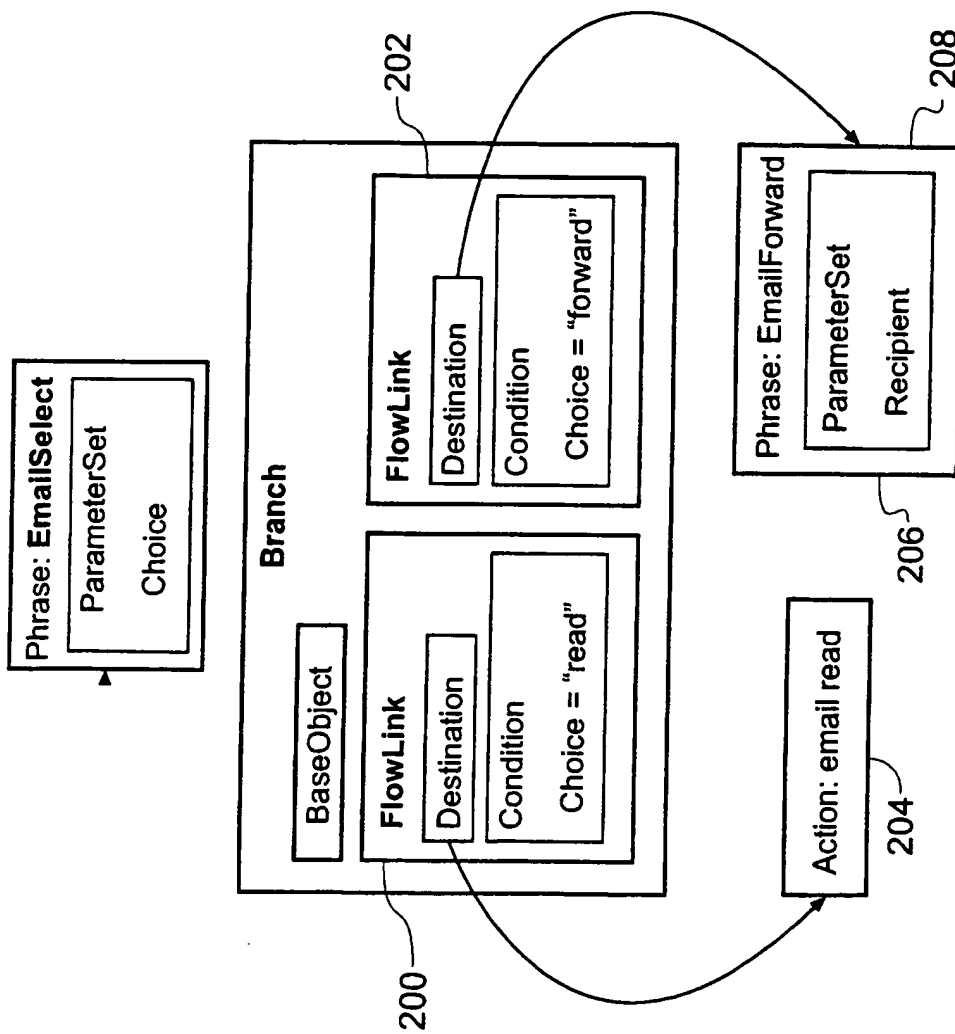 Phrase: EmailSelect
ParameterSet
Choice
Branch
BaseObject
FlowLink
Destination
Condition
Choice = “read”
200
FlowLink
Destination
Condition
Choice = “forward”
202
Action: email read
204
Phrase: EmailForward
ParameterSet
Recipient
206
208